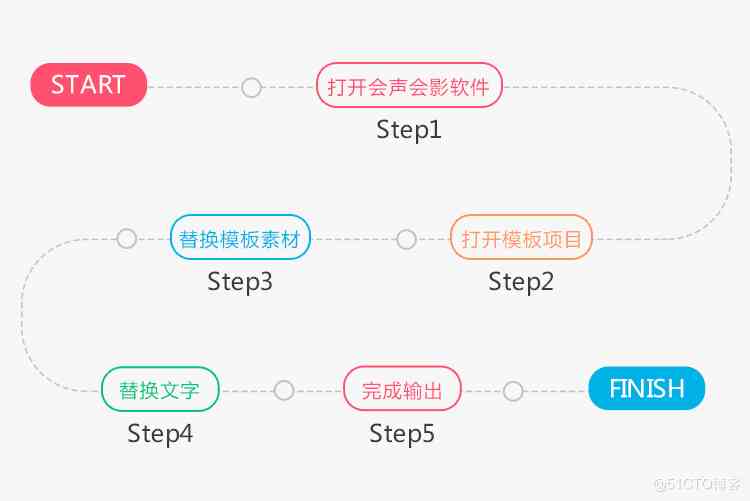 START
打开会声会影软件
Step1
打开模板项目
Step2
替换模板素材
Step3
替换文字
Step4
完成输出
Step5
FINISH
@51CTO博客